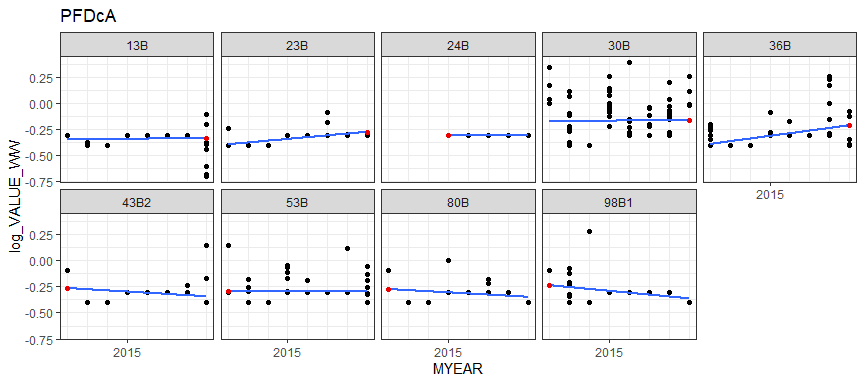 PFDcA
13B 23B 24B 30B 36B
0.25
0.00
-0.25
-0.50
-0.75
2015
43B2 53B 80B 98B1
0.25
0.00
-0.25
-0.50
-0.75
2015 2015 2015 2015
log_VALUE_WW
MYEAR